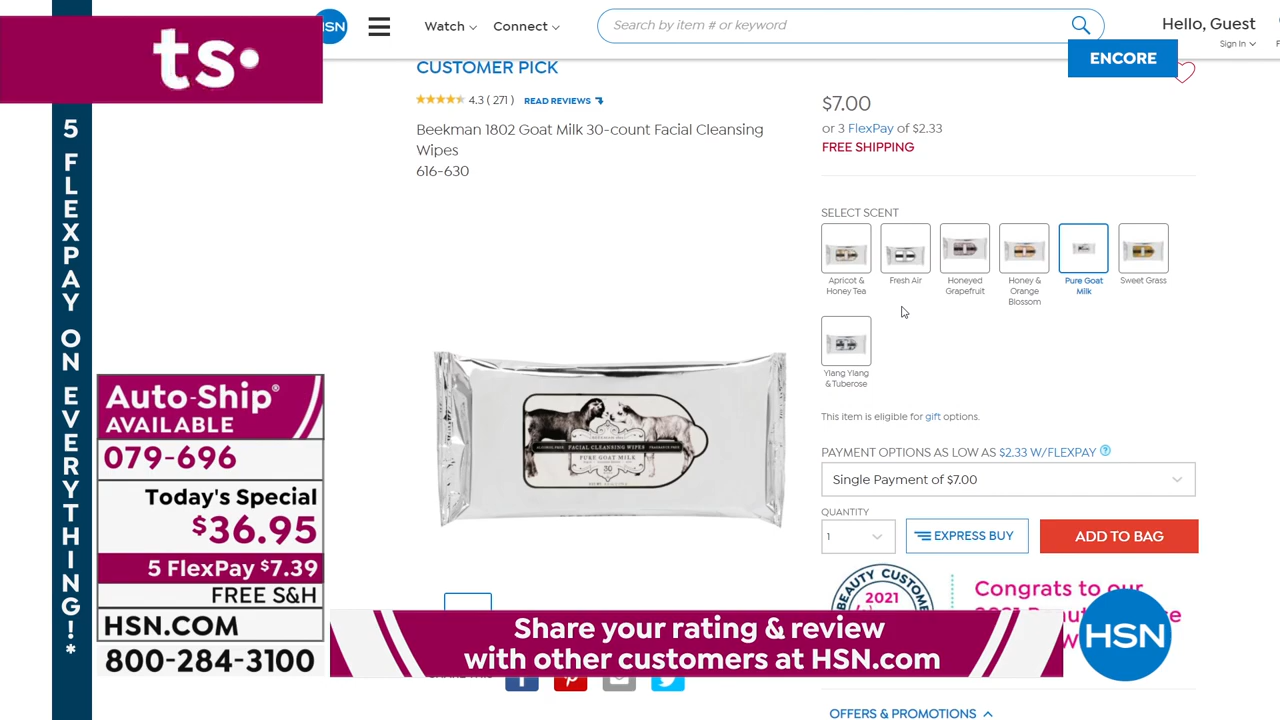 ts.
5 FLEXPAY ON EVERYTHING!*
Auto-Ship®
AVAILABLE
079-696
Today's Special
$36.95
5 FlexPay $7.39
FREE S&H
HSN.COM
800-284-3100
HSN
Watch
Connect
Search by item # or keyword
Hello, Guest
Sign In
ENCORE
CUSTOMER PICK
4.3 (271) READ REVIEWS
Beekman 1802 Goat Milk 30-count Facial Cleansing
Wipes
616-630
ALCOHOL FREE FACIAL CLEANSING WIPES FRAGRANCE FREE
PURE GOAT MILK
30
$7.00
or 3 FlexPay of $2.33
FREE SHIPPING
SELECT SCENT
Apricot &
Honey Tea
Fresh Air
Honeyed
Grapefruit
Honey &
Orange
Blossom
Pure Goat
Milk
Sweet Grass
Ylang Ylang
& Tuberose
This item is eligible for gift options.
PAYMENT OPTIONS AS LOW AS $2.33 W/FLEXPAY
Single Payment of $7.00
QUANTITY
1
EXPRESS BUY
ADD TO BAG
BEAUTY CUSTOME
2021
Congrats to our
Share your rating & review
with other customers at HSN.com
HSN
OFFERS & PROMOTIONS